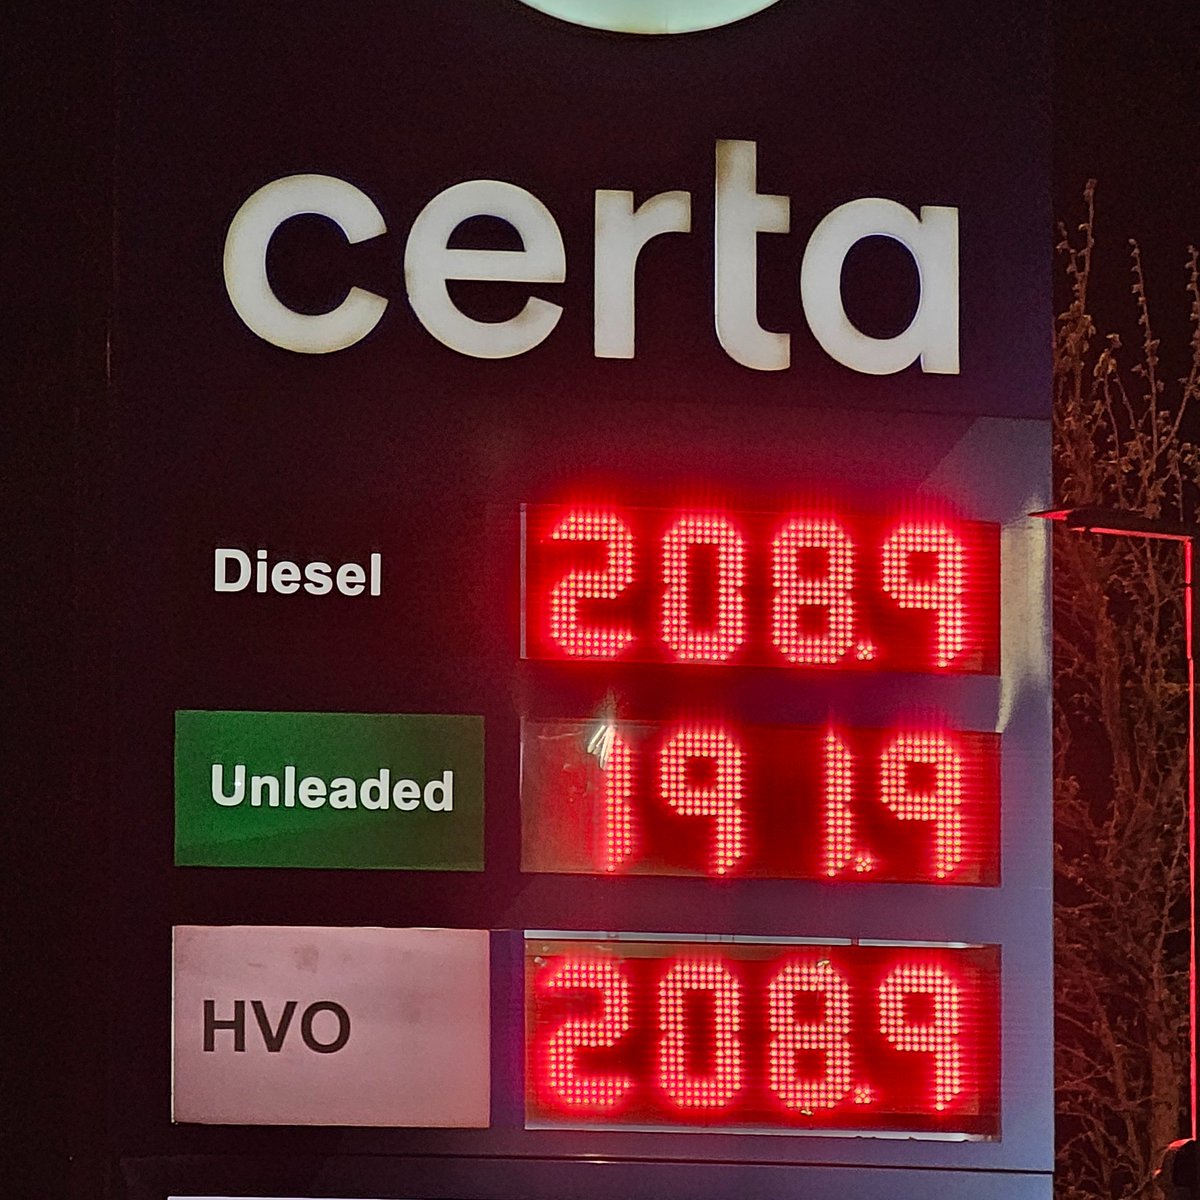 certa
Diesel 208.9
Unleaded 191.9
HVO 208.9